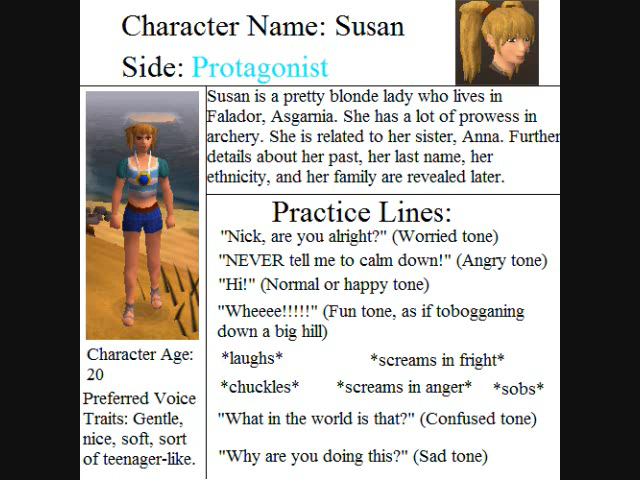 Character Name: Susan
Side: Protagonist
Susan is a pretty blonde lady who lives in
Falador, Asgarnia. She has a lot of prowess in
archery. She is related to her sister, Anna. Further
details about her past, her last name, her
ethnicity, and her family are revealed later.
Practice Lines:
"Nick, are you alright?" (Worried tone)
"NEVER tell me to calm down!" (Angry tone)
"Hi!" (Normal or happy tone)
"Wheeee!!!!!" (Fun tone, as if tobogganing
down a big hill)
*laughs* *screams in fright*
*chuckles* *screams in anger* *sobs*
"What in the world is that?" (Confused tone)
"Why are you doing this?" (Sad tone)
Character Age:
20
Preferred Voice
Traits: Gentle,
nice, soft, sort
of teenager-like.